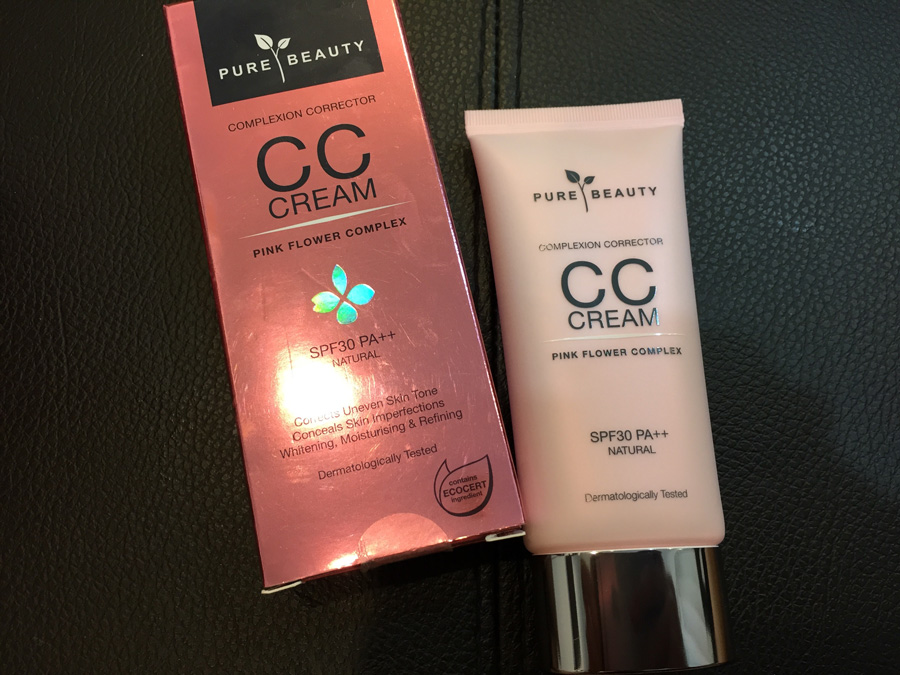 PURE BEAUTY
COMPLEXION CORRECTOR
CC
CREAM
PINK FLOWER COMPLEX
SPF30 PA++
NATURAL
Corrects Uneven Skin Tone
Conceals Skin Imperfections
Whitening, Moisturising & Refining
Dermatologically Tested
contains
ECOCERT
ingredient
PURE BEAUTY
COMPLEXION CORRECTOR
CC
CREAM
PINK FLOWER COMPLEX
SPF30 PA++
NATURAL
Dermatologically Tested